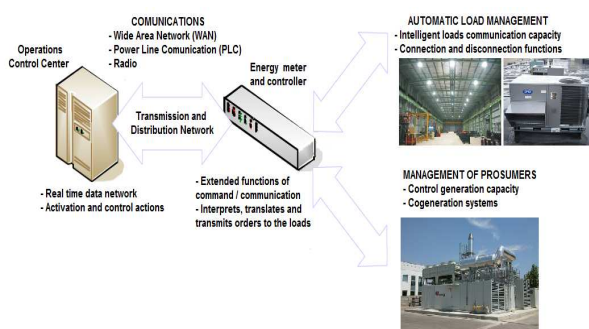 COMUNICATIONS
- Wide Area Network (WAN)
- Power Line Comunication (PLC)
- Radio
Operations
Control Center
Energy meter
and controller
Transmission and
Distribution Network
- Real time data network
- Activation and control actions
- Extended functions of
command / communication
- Interprets, translates and
transmits orders to the loads
AUTOMATIC LOAD MANAGEMENT
- Intelligent loads communication capacity
- Connection and disconnection functions
MANAGEMENT OF PROSUMERS
- Control generation capacity
- Cogeneration systems